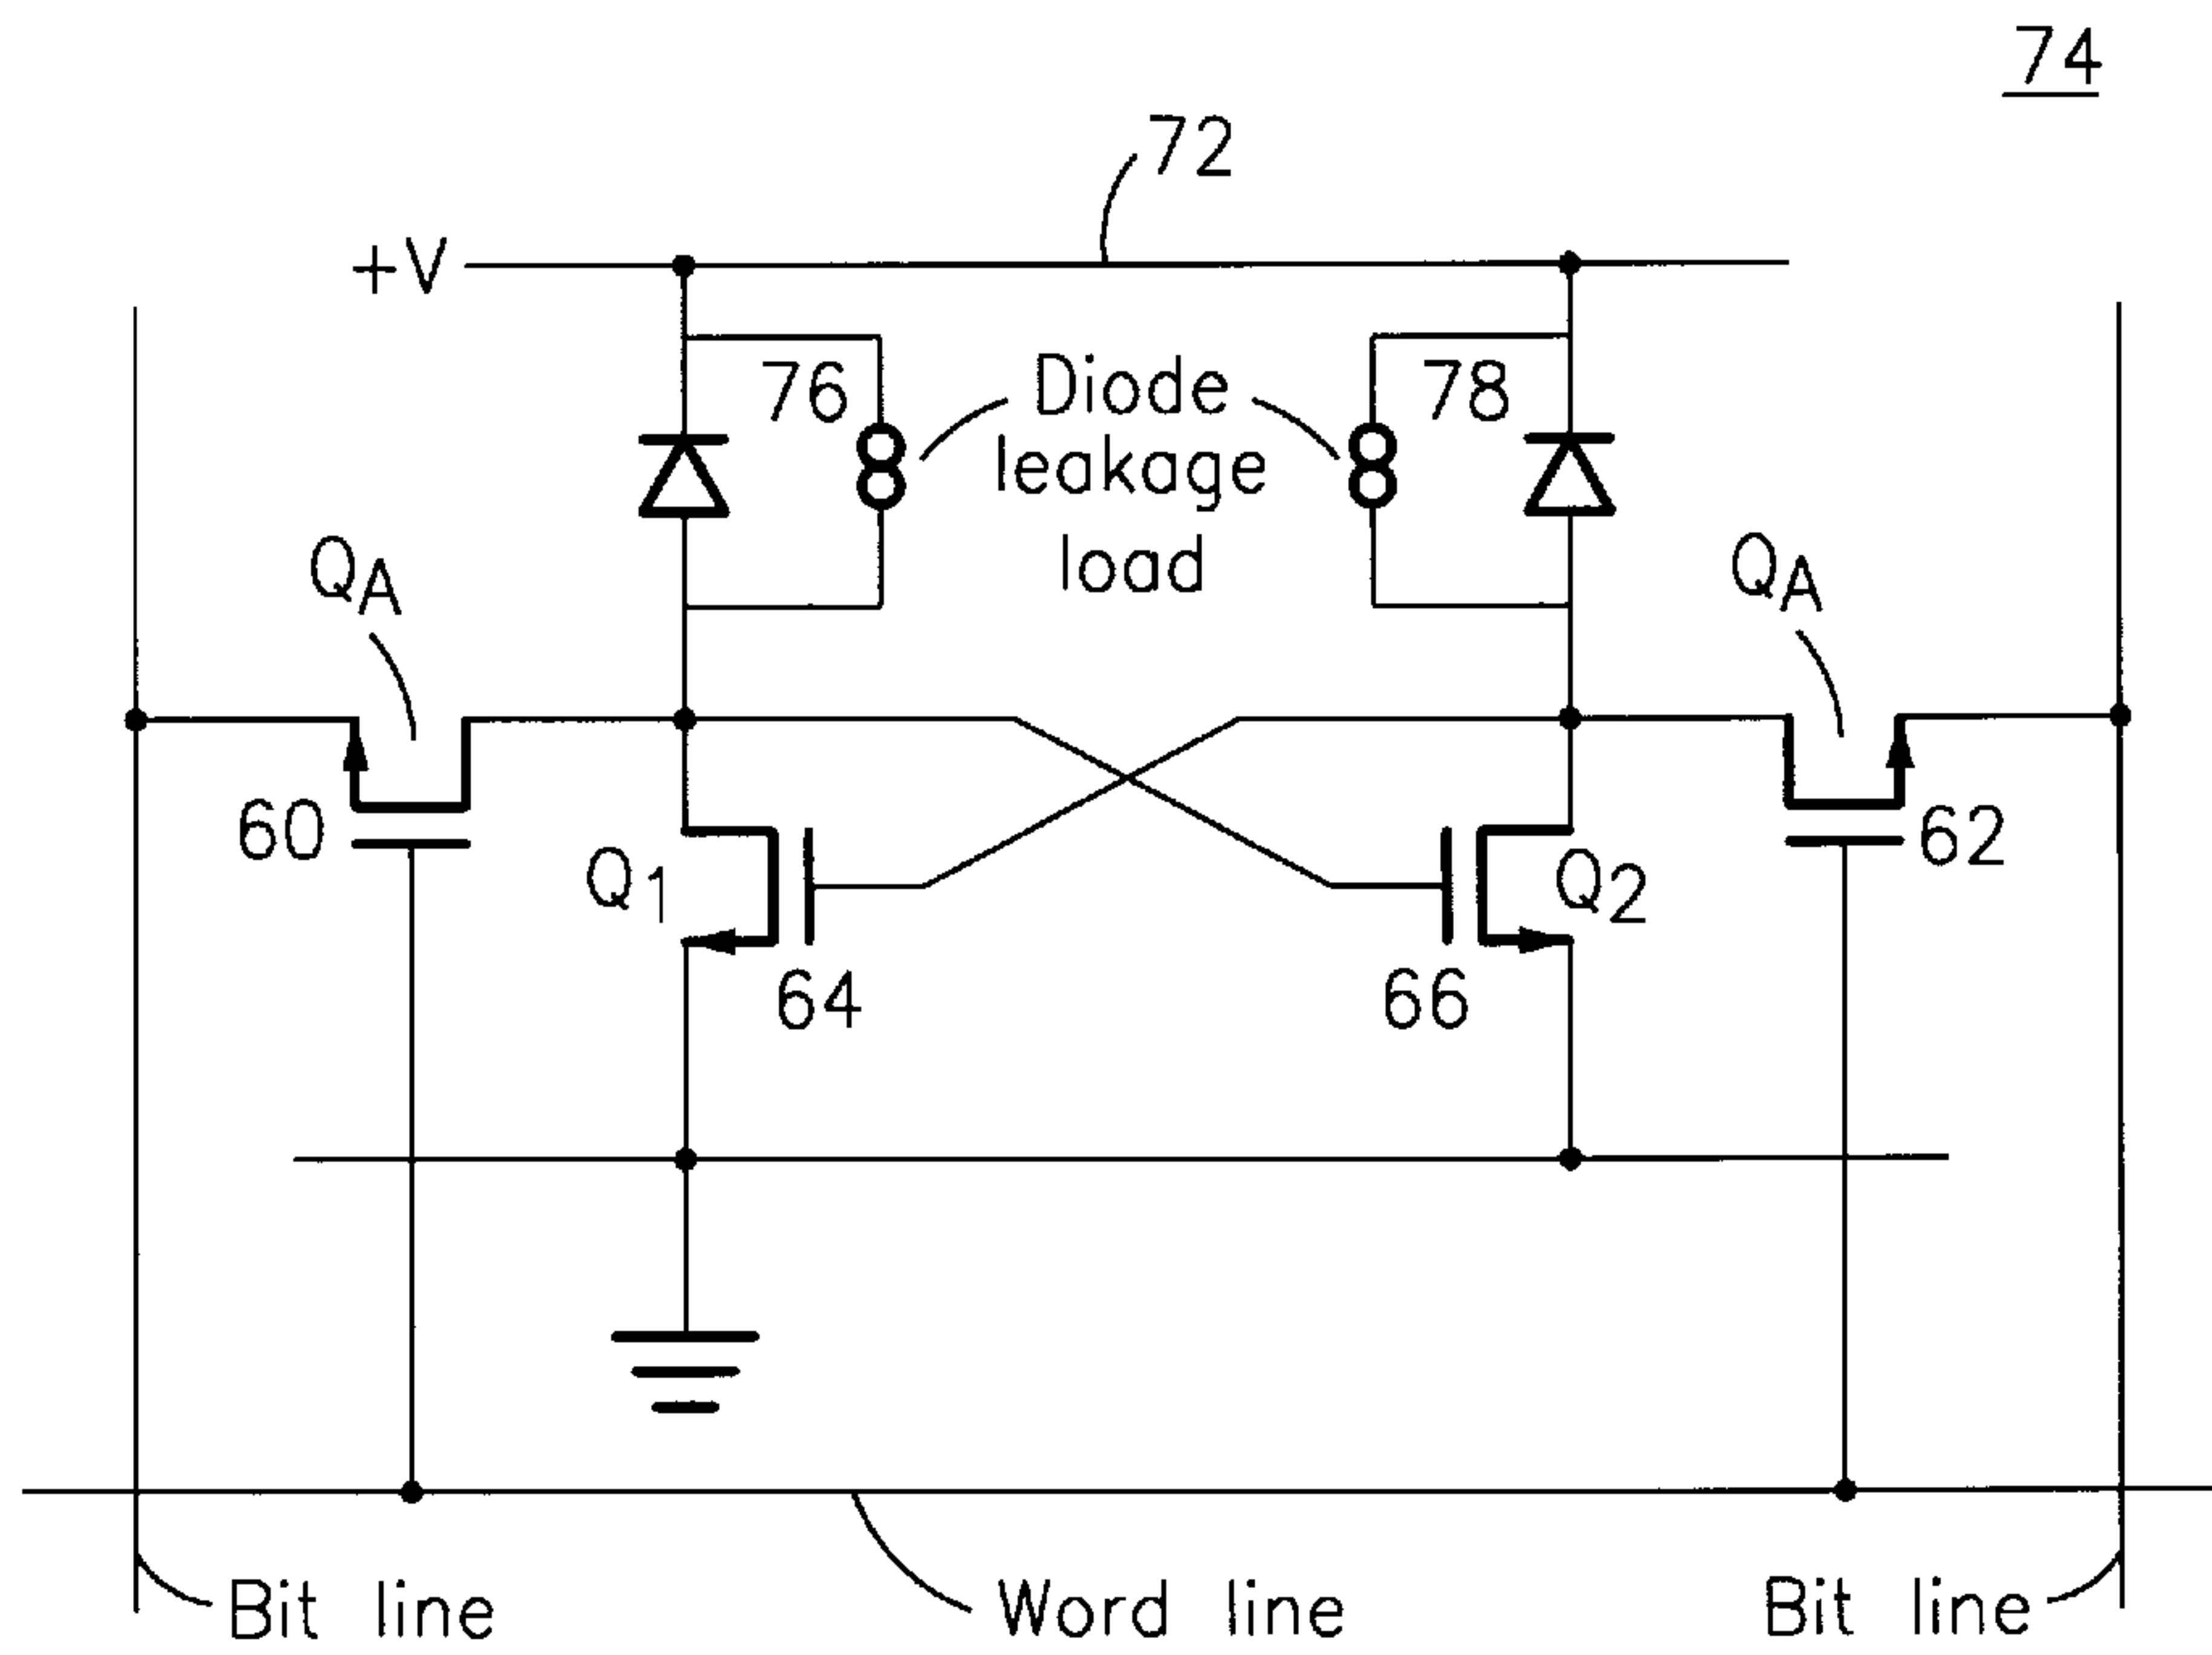 74
72
+V
76
Diode
leakage
load
78
QA
QA
60
Q1
64
66
Q2
62
Bit line
Word line
Bit line